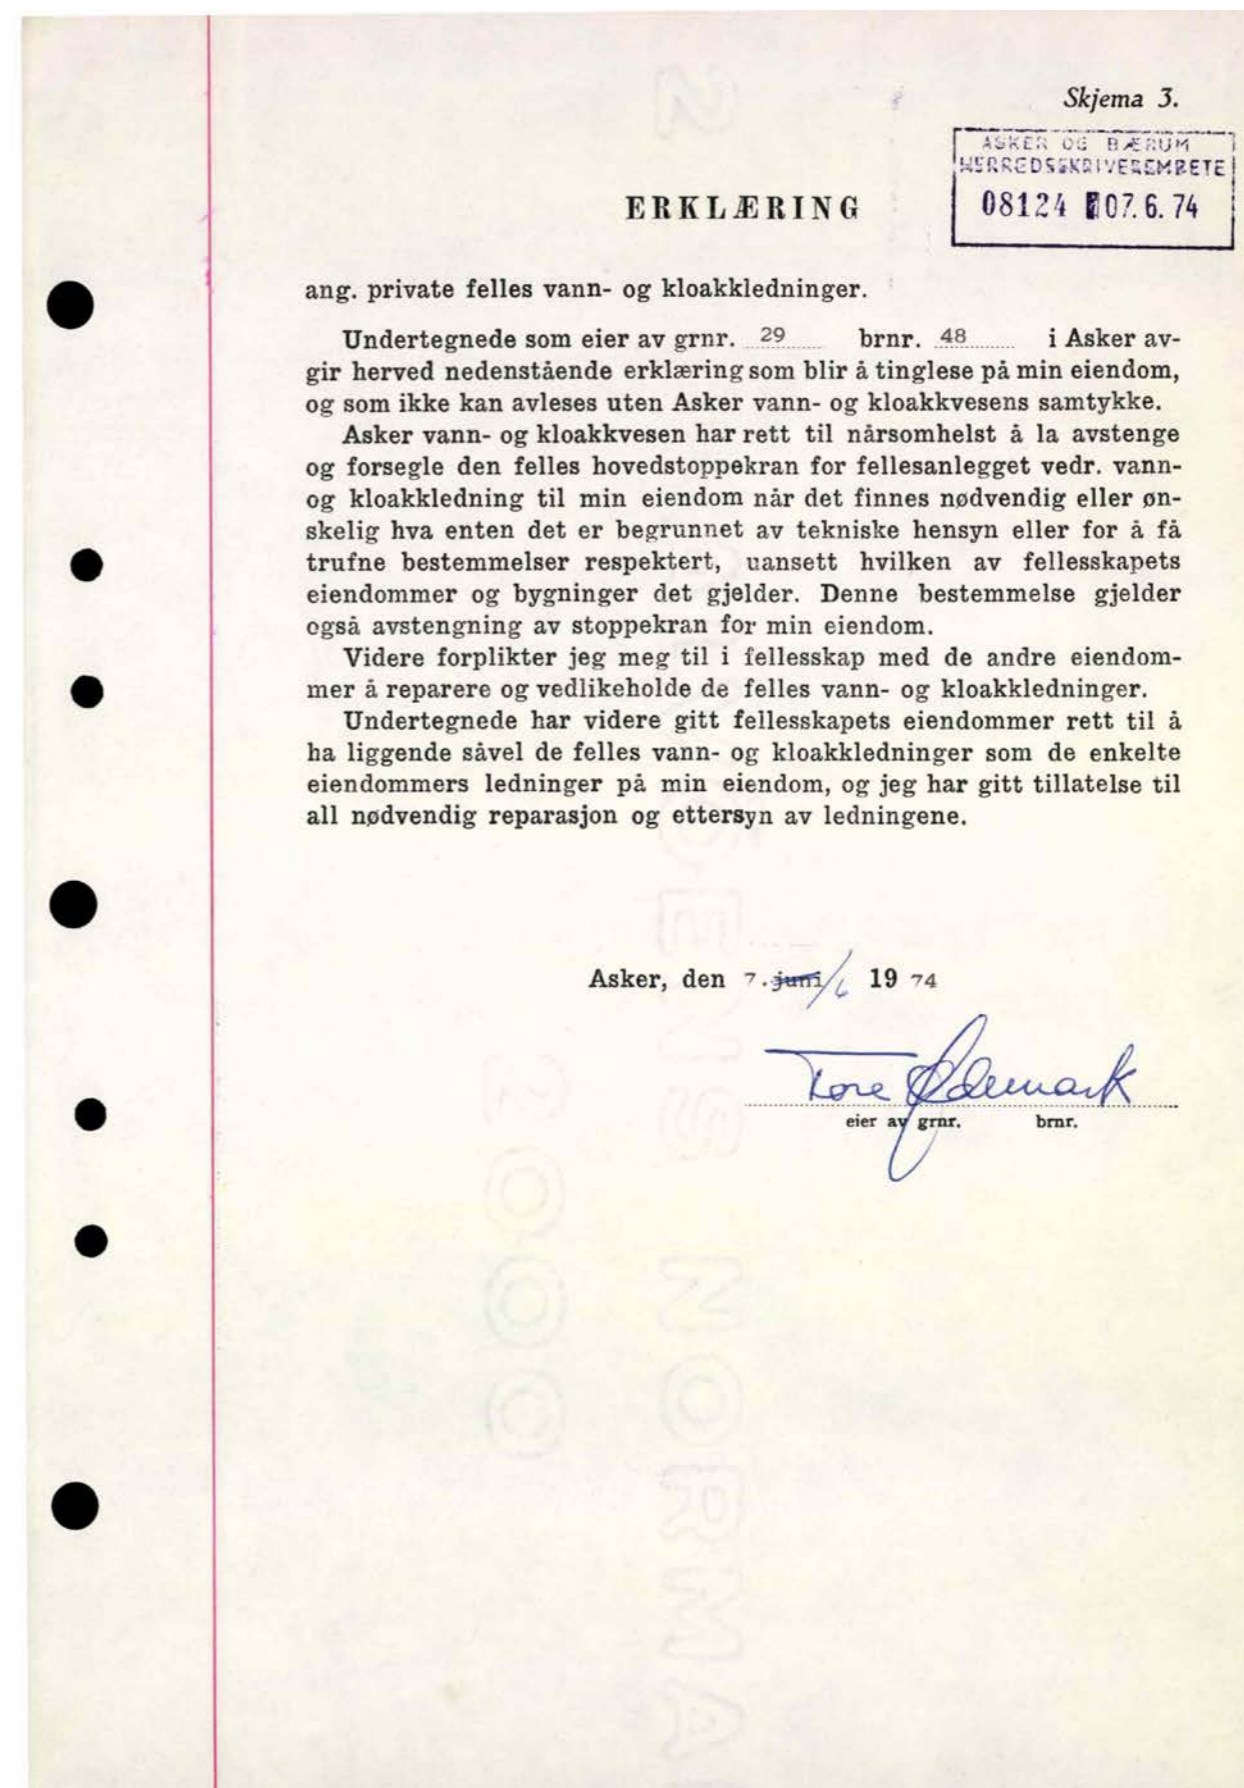 Skjema 3.
ASKER OG BÆRUM
HERREDSSKRIVEREMBETE
08124 07.6.74
ERKLÆRING
ang. private felles vann- og kloakkledninger.
Undertegnede som eier av grnr. 29 brnr. 48 i Asker av-
gir herved nedenstående erklæring som blir å tinglese på min eiendom,
og som ikke kan avleses uten Asker vann- og kloakkvesens samtykke.
Asker vann- og kloakkvesen har rett til nårsomhelst å la avstenge
og forsegle den felles hovedstoppekran for fellesanlegget vedr. vann-
og kloakkledning til min eiendom når det finnes nødvendig eller øn-
skelig hva enten det er begrunnet av tekniske hensyn eller for å få
trufne bestemmelser respektert, uansett hvilken av fellesskapets
eiendommer og bygninger det gjelder. Denne bestemmelse gjelder
også avstengning av stoppekran for min eiendom.
Videre forplikter jeg meg til i fellesskap med de andre eiendom-
mer å reparere og vedlikeholde de felles vann- og kloakkledninger.
Undertegnede har videre gitt fellesskapets eiendommer rett til å
ha liggende såvel de felles vann- og kloakkledninger som de enkelte
eiendommers ledninger på min eiendom, og jeg har gitt tillatelse til
all nødvendig reparasjon og ettersyn av ledningene.
Asker, den 7. juni /6 19 74
Tore Ødemark
eier av grnr. brnr.